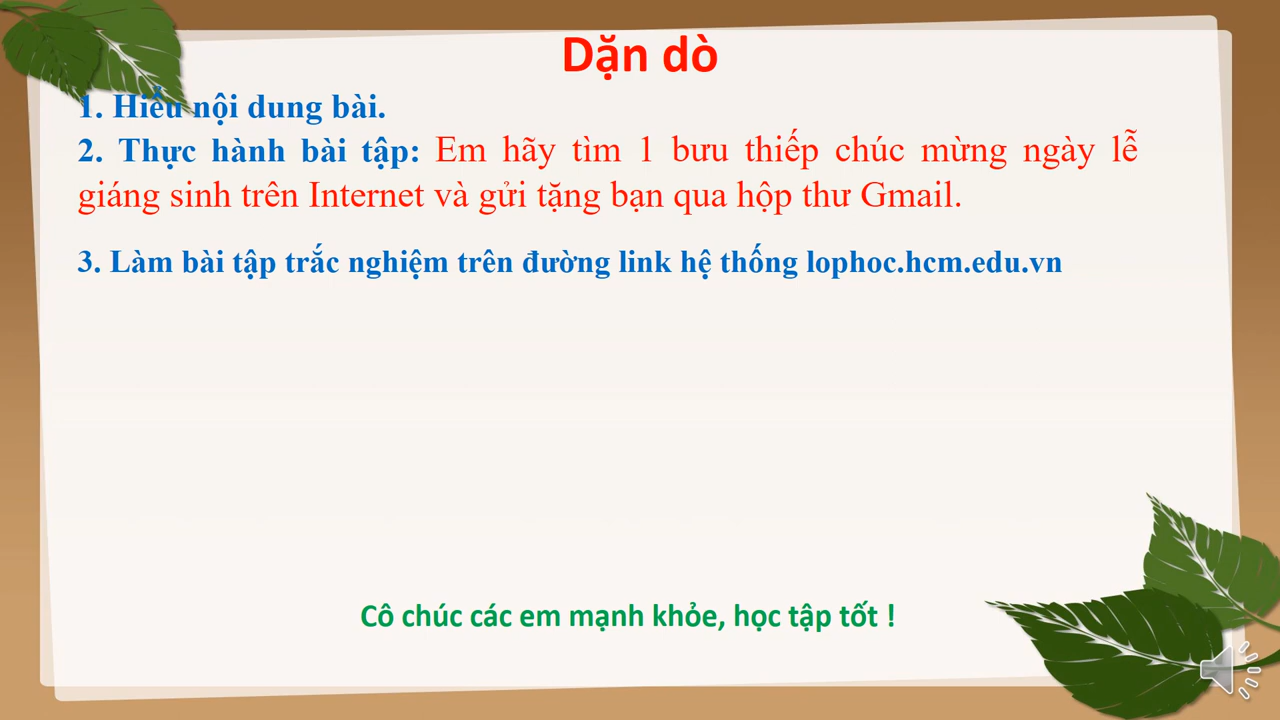 Dặn dò
1. Hiểu nội dung bài.
2. Thực hành bài tập: Em hãy tìm 1 bưu thiếp chúc mừng ngày lễ
giáng sinh trên Internet và gửi tặng bạn qua hộp thư Gmail.
3. Làm bài tập trắc nghiệm trên đường link hệ thống lophoc.hcm.edu.vn
Cô chúc các em mạnh khỏe, học tập tốt !